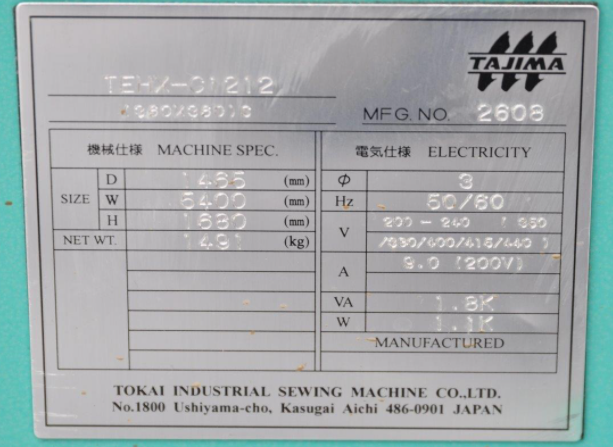 TAJIMA
TEHX-C1212
(380X360)S
MFG. NO. 2608
機械仕様 MACHINE SPEC.
電気仕様 ELECTRICITY
SIZE
D 1465 (mm)
W 6400 (mm)
H 1680 (mm)
NET WT. 1491 (kg)
Φ 3
Hz 50/60
V 200 - 240 ( 350
/380/400/415/440 )
A 9.0 (200V)
VA 1.8K
W 1.1K
MANUFACTURED
TOKAI INDUSTRIAL SEWING MACHINE CO.,LTD.
No.1800 Ushiyama-cho, Kasugai Aichi 486-0901 JAPAN